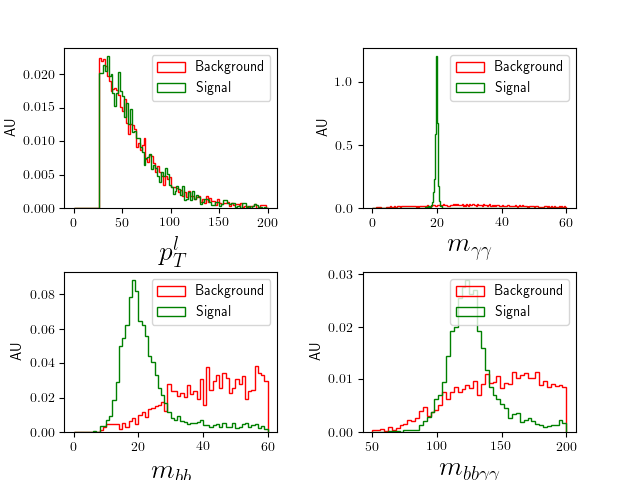 Background
Signal
0.020
0.015
0.010
0.005
0.000
AU
0 50 100 150 200
p_T^l
Background
Signal
1.0
0.5
0.0
AU
0 20 40 60
m_γγ
Background
Signal
0.08
0.06
0.04
0.02
0.00
AU
0 20 40 60
m_bb
Background
Signal
0.03
0.02
0.01
0.00
AU
50 100 150 200
m_bbγγ